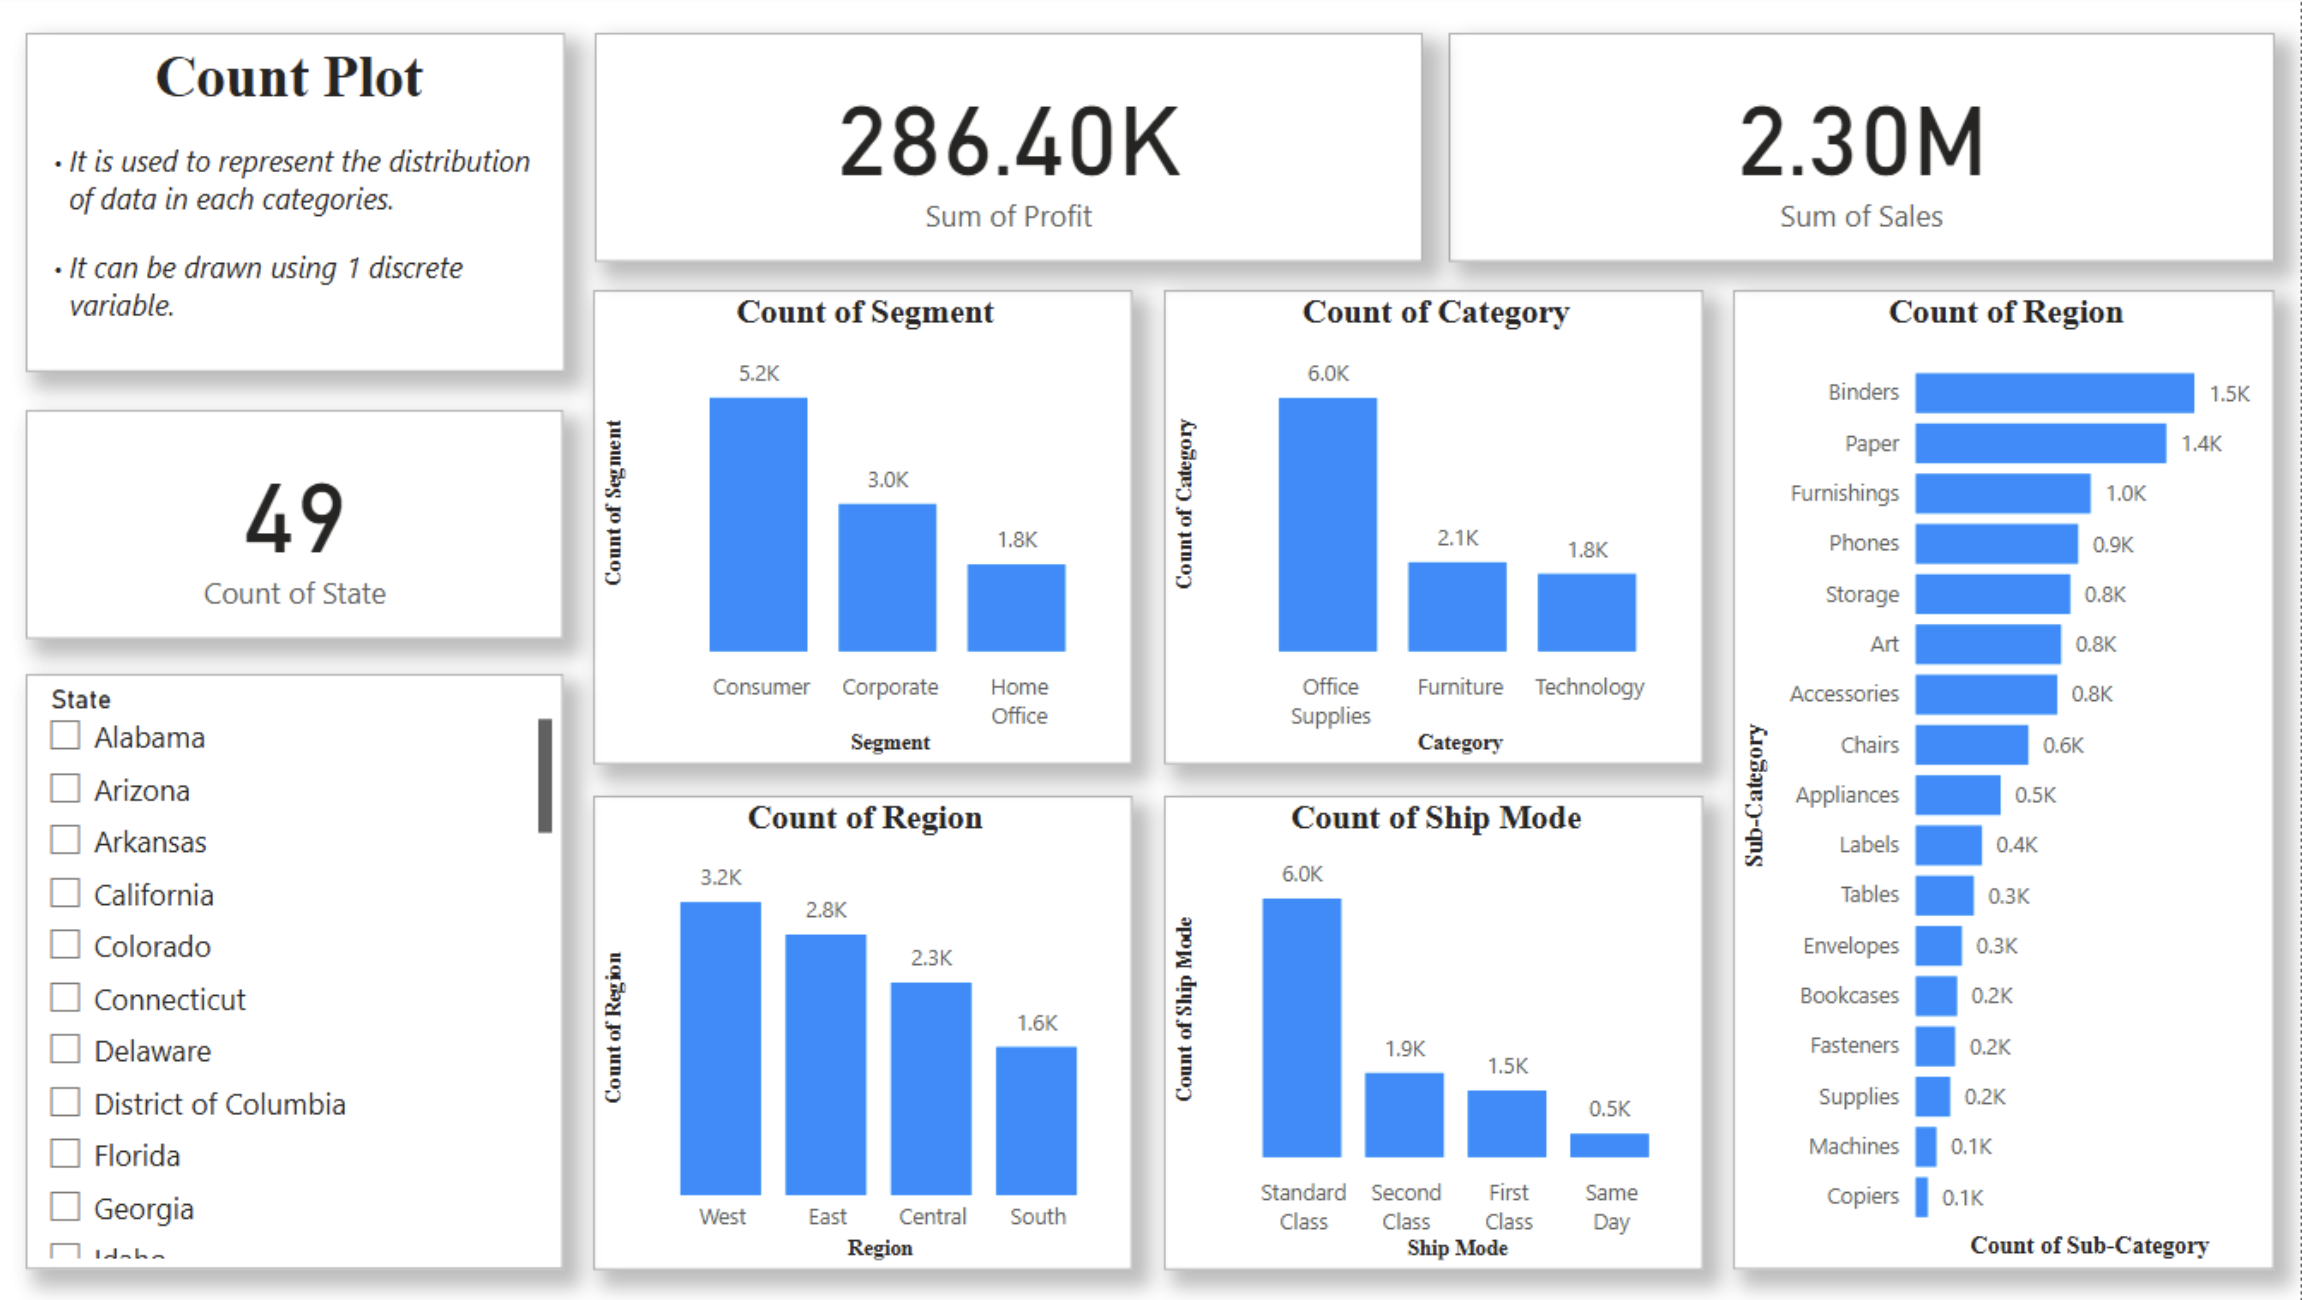 Count Plot
• It is used to represent the distribution
of data in each categories.
• It can be drawn using 1 discrete
variable.
286.40K
Sum of Profit
2.30M
Sum of Sales
49
Count of State
State
Alabama
Arizona
Arkansas
California
Colorado
Connecticut
Delaware
District of Columbia
Florida
Georgia
Idaho
Count of Segment
Count of Segment
5.2K
3.0K
1.8K
Consumer Corporate Home
Office
Segment
Count of Category
Count of Category
6.0K
2.1K
1.8K
Office Furniture Technology
Supplies
Category
Count of Region
Count of Region
3.2K
2.8K
2.3K
1.6K
West East Central South
Region
Count of Ship Mode
Count of Ship Mode
6.0K
1.9K
1.5K
0.5K
Standard Second First Same
Class Class Class Day
Ship Mode
Count of Region
Sub-Category
Binders 1.5K
Paper 1.4K
Furnishings 1.0K
Phones 0.9K
Storage 0.8K
Art 0.8K
Accessories 0.8K
Chairs 0.6K
Appliances 0.5K
Labels 0.4K
Tables 0.3K
Envelopes 0.3K
Bookcases 0.2K
Fasteners 0.2K
Supplies 0.2K
Machines 0.1K
Copiers 0.1K
Count of Sub-Category